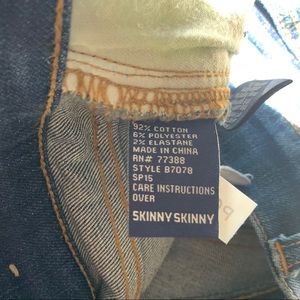 92% COTTON
6% POLYESTER
2% ELASTANE
MADE IN CHINA
RN# 77388
STYLE B7078
SP15
CARE INSTRUCTIONS
OVER
SKINNY SKINNY